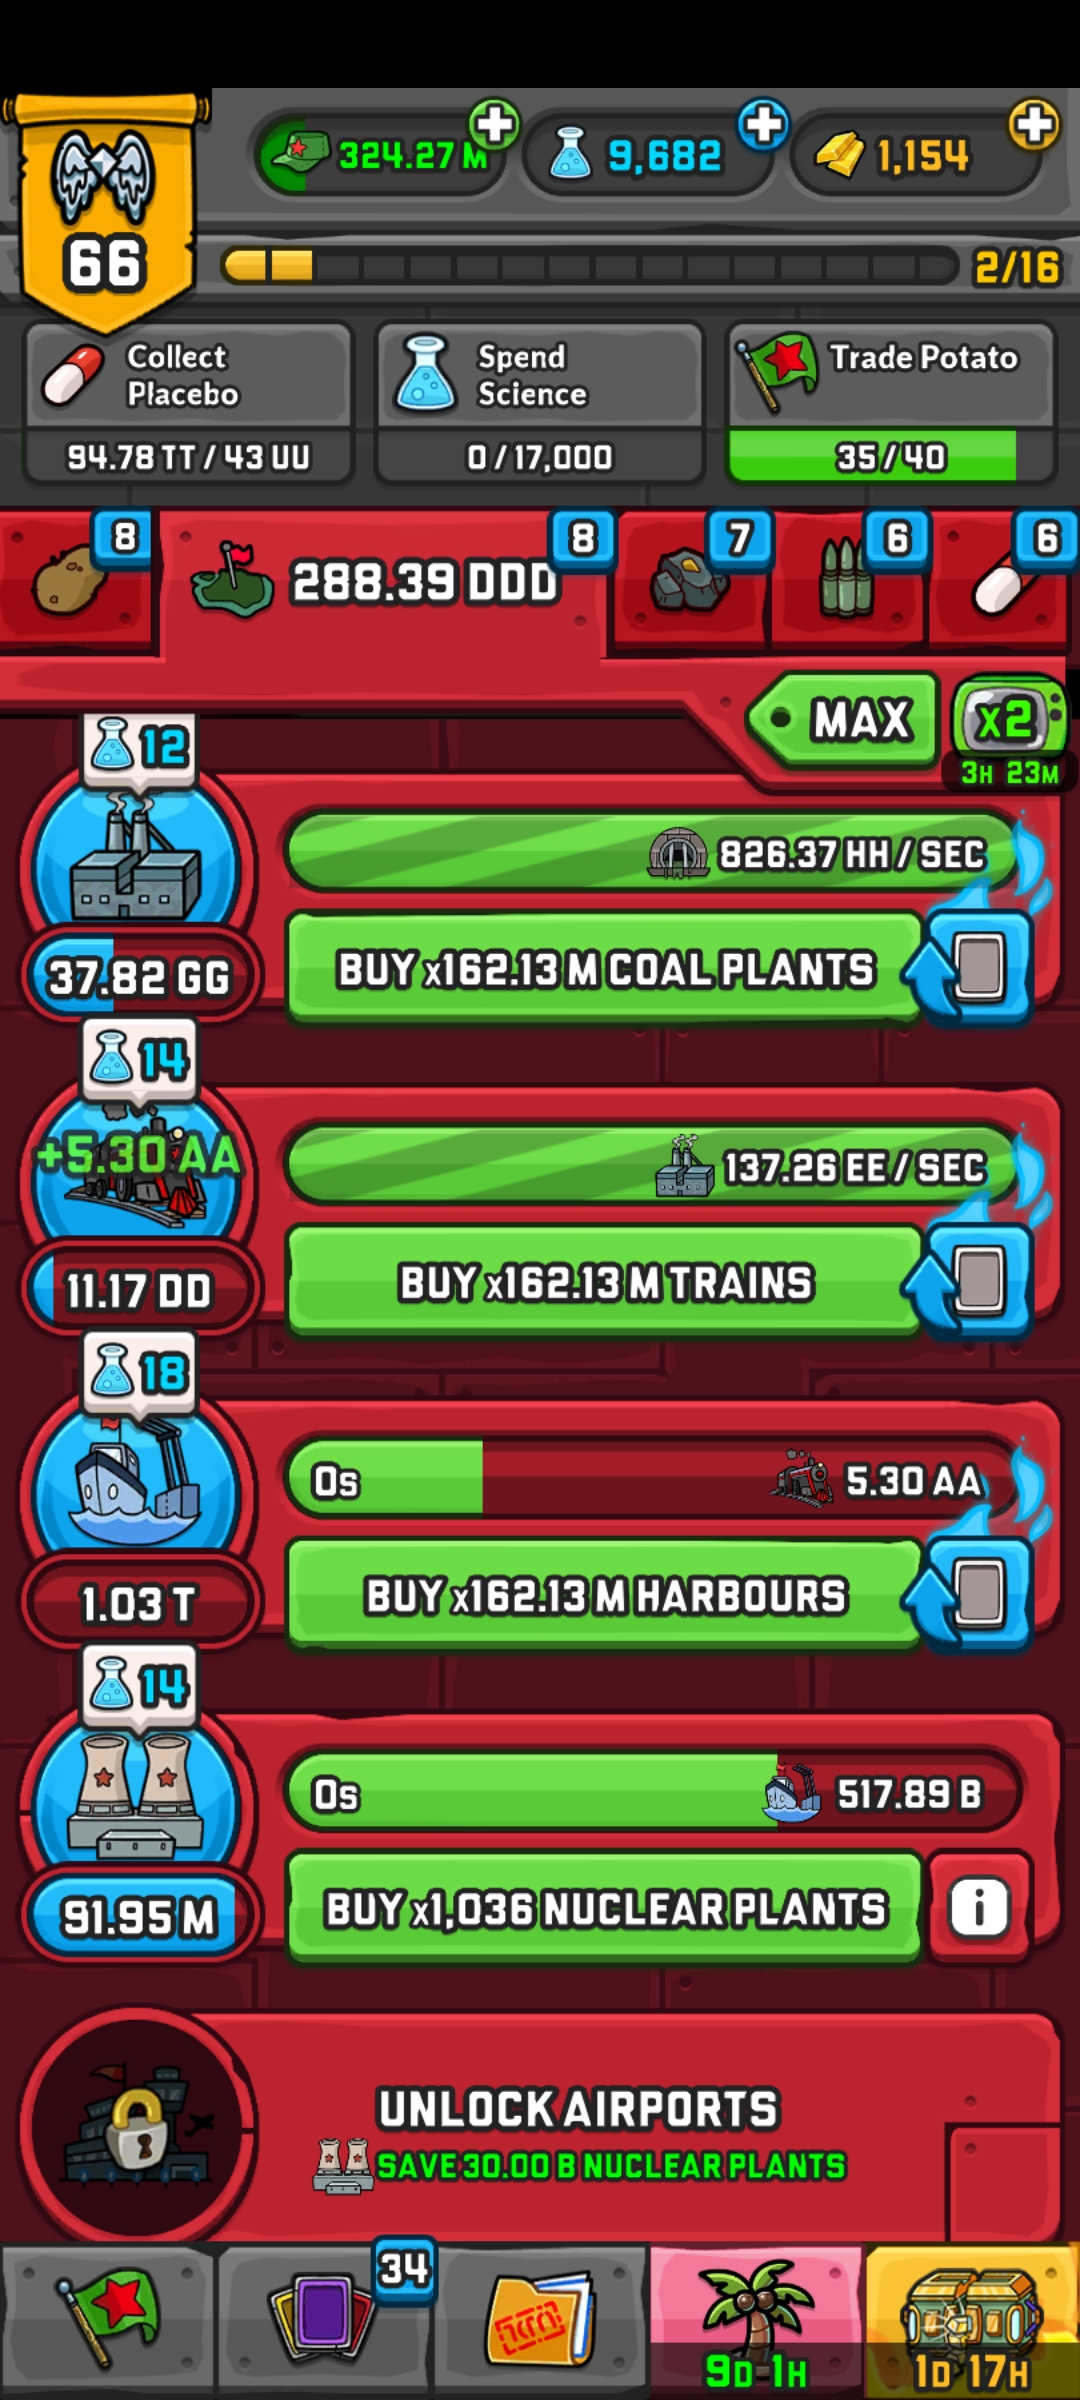 324.27 M
9,682
1,154
66
2/16
Collect
Placebo
94.78 TT / 43 UU
Spend
Science
0 / 17,000
Trade Potato
35 / 40
8
288.39 DDD
8
7
6
6
MAX
x2
3H 23M
12
826.37 HH / SEC
37.82 GG
BUY x162.13 M COAL PLANTS
14
+5.30 AA
137.26 EE / SEC
11.17 DD
BUY x162.13 M TRAINS
18
0s
5.30 AA
1.03 T
BUY x162.13 M HARBOURS
14
0s
517.89 B
91.95 M
BUY x1,036 NUCLEAR PLANTS
i
UNLOCK AIRPORTS
SAVE 30.00 B NUCLEAR PLANTS
34
9D 1H
1D 17H